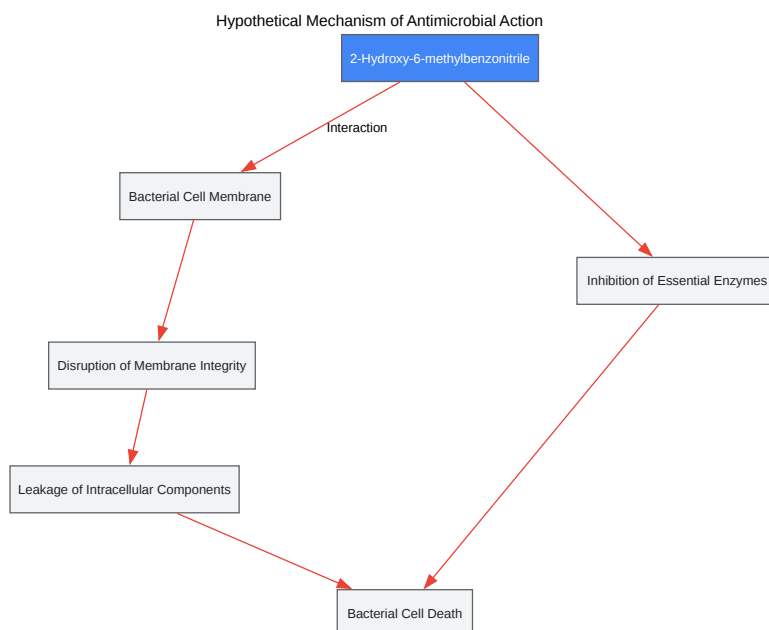 Hypothetical Mechanism of Antimicrobial Action
2-Hydroxy-6-methylbenzonitrile
Interaction
Bacterial Cell Membrane
Inhibition of Essential Enzymes
Disruption of Membrane Integrity
Leakage of Intracellular Components
Bacterial Cell Death